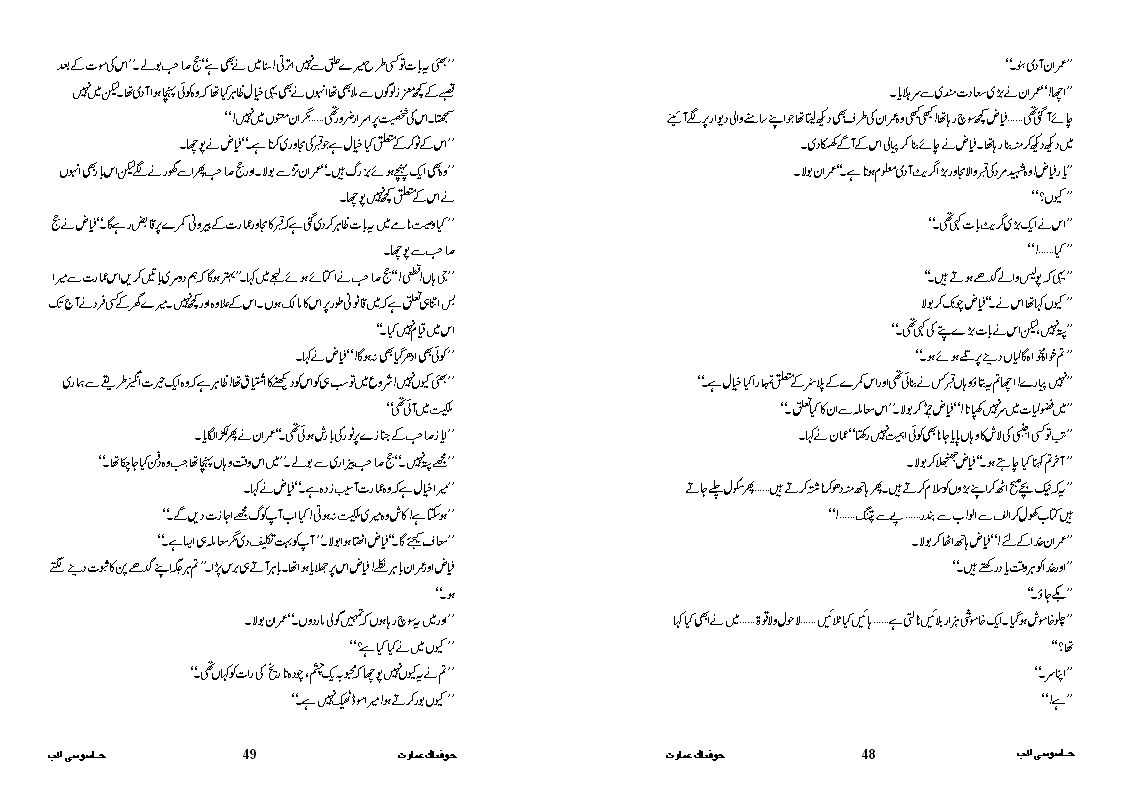 ’’عمران آدمی بنو۔‘‘
’’اچھا!‘‘عمران نے بڑی سعادت مندی سے سر ہلایا۔
چائے آ گئی تھی......فیاض کچھ سوچ رہا تھا!کبھی کبھی وہ عمران کی طرف بھی دیکھ لیتا تھا جو اپنے سامنے والی دیوار پر لگے آئینے
میں دیکھ دیکھ کر منہ بنا رہا تھا۔ فیاض نے چائے بنا کر پیالی اس کے آگے کھسکا دی۔
’’یار فیاض!وہ شہید مرد کی قبر والا مجاور بڑا گریٹ آدمی معلوم ہوتا ہے۔‘‘عمران بولا۔
’’کیوں؟‘‘
’’اس نے ایک بڑی گریٹ بات کہی تھی۔‘‘
’’کیا......!‘‘
’’یہی کہ پولیس والے گدھے ہوتے ہیں۔‘‘
’’کیوں کہا تھا اس نے۔‘‘فیاض چونک کر بولا
’’پتہ نہیں،لیکن اس نے بات بڑے پتے کی کہی تھی۔‘‘
’’تم خواہ مخواہ گالیاں دینے پر تلے ہوئے ہو۔‘‘
’’نہیں پیارے!اچھا تم یہ بتاؤ وہاں قبر کس نے بنائی تھی اور اس کمرے کے پلاسٹر کے متعلق تمہارا کیا خیال ہے۔‘‘
’’میں فضولیات میں سر نہیں کھپاتا!‘‘فیاض چڑ کر بولا۔’’اس معاملہ سے ان کا کیا تعلق۔‘‘
’’تب تو کسی اجنبی کی لاش کا وہاں پایا جانا بھی کوئی اہمیت نہیں رکھتا‘‘عمان نے کہا۔
’’آخر تم کہنا کیا چاہتے ہو۔‘‘فیاض جھنجھلا کر بولا۔
’’یہ کہ نیک بچے صبح اٹھ کر اپنے بڑوں کو سلام کرتے ہیں۔پھر ہاتھ منہ دھو کر ناشتہ کرتے ہیں......پھر سکول چلے جاتے
ہیں کتاب کھول کر الف سے الو!ب سے بندر.......پے سے پتنگ.......!‘‘
’’عمران خدا کے لئے!‘‘فیاض ہاتھ اٹھا کر بولا۔
’’اور خدا کو ہر وقت یاد رکھتے ہیں۔‘‘
’’بکے جاؤ۔‘‘
’’چلو خاموش ہو گیا۔ایک خاموشی ہزار بلائیں ٹالتی ہے......ہائیں کیا ٹلائیں......لاحول ولاقوۃ......میں نے ابھی کیا کہا
تھا؟‘‘
’’اپنا سر۔‘‘
’’ہے!‘‘
جاسوسی ادب
48
خوفناک عمارت
’’بھئی یہ بات تو کسی طرح میرے حلق سے نہیں اترتی!سنا میں نے بھی ہے‘‘جج صاحب بولے۔’’اس کی موت کے بعد
قصبے کے کچھ معزز لوگوں سے ملا بھی تھا انہوں نے بھی یہی خیال ظاہر کیا تھا کہ وہ کوئی پہنچا ہوا آدمی تھا۔لیکن میں نہیں
سمجھتا۔اس کی شخصیت پر اسرار ضرور تھی.....مگر ان معنوں میں نہیں!‘‘
’’اس کے نوکر کے متعلق کیا خیال ہے جو قبر کی مجاوری کرتا ہے۔‘‘فیاض نے پوچھا۔
’’وہ بھی ایک پہنچے ہوئے بزرگ ہیں۔‘‘عمران تڑ سے بولا۔اور جج صاحب پھر اسے گھورنے لگے لیکن اس بار بھی انہوں
نے اس کے متعلق کچھ نہیں پوچھا۔
’’کیا وصیت نامے میں یہ بات ظاہر کر دی گئی ہے کہ قبر کا مجاور عمارت کے بیرونی کمرے پر قابض رہے گا۔‘‘فیاض نے جج
صاحب سے پوچھا۔
’’جی ہاں!قطعی!‘‘جج صاحب نے اکتائے ہوئے لہجے میں کہا۔’’بہتر ہو گا کہ ہم دوسری باتیں کریں اس عمارت سے میرا
بس اتنا ہی تعلق ہے کہ میں قانونی طور پر اس کا مالک ہوں۔اس کے علاوہ اور کچھ نہیں۔میرے گھر کے کسی فرد نے آج تک
اس میں قیام نہیں کیا۔‘‘
’’کوئی بھی ادھر گیا بھی نہ ہو گا!‘‘فیاض نے کہا۔
’’بھئی کیوں نہیں!شروع میں تو سب ہی کو اس کو دیکھنے کا اشتیاق تھا!ظاہر ہے کہ وہ ایک حیرت انگیز طریقے سے ہماری
ملکیت میں آئی تھی‘‘
’’ایاز صاحب کے جنازے پر نور کی بارش ہوئی تھی۔‘‘عمران نے پھر ٹکڑا لگایا۔
’’مجھے پتہ نہیں۔‘‘جج صاحب بیزاری سے بولے۔’’میں اس وقت وہاں پہنچا تھا جب وہ دفن کیا جا چکا تھا۔‘‘
’’میرا خیال ہے کہ وہ عمارت آسیب زدہ ہے۔‘‘فیاض نے کہا۔
’’ہو سکتا ہے!کاش وہ میری ملکیت نہ ہوتی!کیا اب آپ لوگ مجھے اجازت دیں گے۔‘‘
’’معاف کیجئے گا۔‘‘فیاض اٹھتا ہوا بولا۔’’آپ کو بہت تکلیف دی مگر معاملہ ہی ایسا ہے۔‘‘
فیاض اور عمران باہر نکلے!فیاض اس پر جھلایا ہوا تھا۔باہر آتے ہی برس پڑا۔’’تم ہر جگہ اپنے گدھے پن کا ثبوت دینے لگتے
ہو۔‘‘
’’اور میں یہ سوچ رہا ہوں کہ تمہیں گولی مار دوں۔‘‘عمران بولا۔
’’کیوں میں نے کیا کیا ہے؟‘‘
’’تم نے یہ کیوں نہیں پوچھا کہ محبوبہ یک چشم،چودہ تاریخ کی رات کو کہاں تھی۔‘‘
’’کیوں بور کرتے ہو!میرا موڈ ٹھیک نہیں ہے۔‘‘
خوفناک عمارت
49
جاسوسی ادب